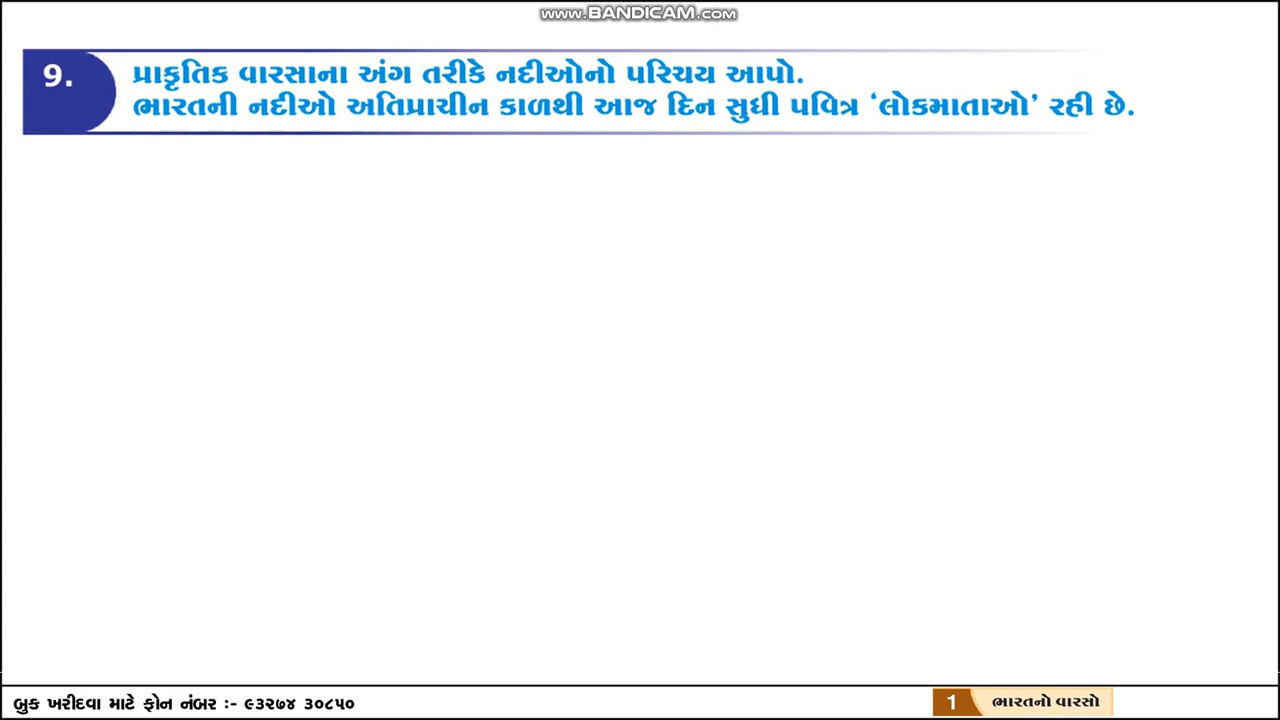 www.BANDICAM.com
9.
પ્રાકૃતિક વારસાના અંગ તરીકે નદીઓનો પરિચય આપો.
ભારતની નદીઓ અતિપ્રાચીન કાળથી આજ દિન સુધી પવિત્ર ‘લોકમાતાઓ’ રહી છે.
બુક ખરીદવા માટે ફોન નંબર :- ૯૩૨૭૪ ૩૦૮૫૦
1 ભારતનો વારસો